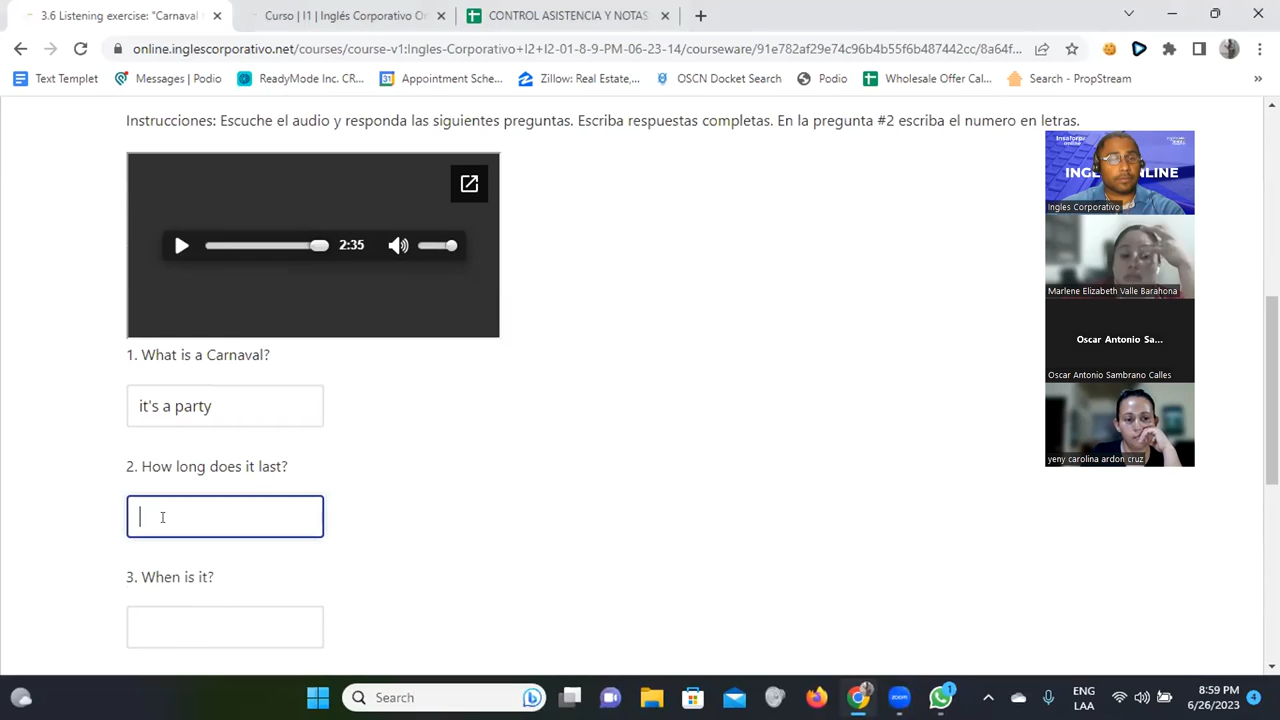 3.6 Listening exercise: "Carnaval
Curso | I1 | Inglés Corporativo On
CONTROL ASISTENCIA Y NOTAS
online.inglescorporativo.net/courses/course-v1:Ingles-Corporativo+I2+I2-01-8-9-PM-06-23-14/courseware/91e782af29e74c96b4b55f6b487442cc/8a64f...
Text Templet
Messages | Podio
ReadyMode Inc. CR...
Appointment Sche...
Zillow: Real Estate,...
OSCN Docket Search
Podio
Wholesale Offer Cal...
Search - PropStream
»
Instrucciones: Escuche el audio y responda las siguientes preguntas. Escriba respuestas completas. En la pregunta #2 escriba el numero en letras.
2:35
INGL ONLINE
Ingles Corporativo
Marlene Elizabeth Valle Barahona
Oscar Antonio Sa...
Oscar Antonio Sambrano Calles
yeny carolina ardon cruz
1. What is a Carnaval?
it's a party
2. How long does it last?
3. When is it?
Search
ENG
LAA
8:59 PM
6/26/2023
4